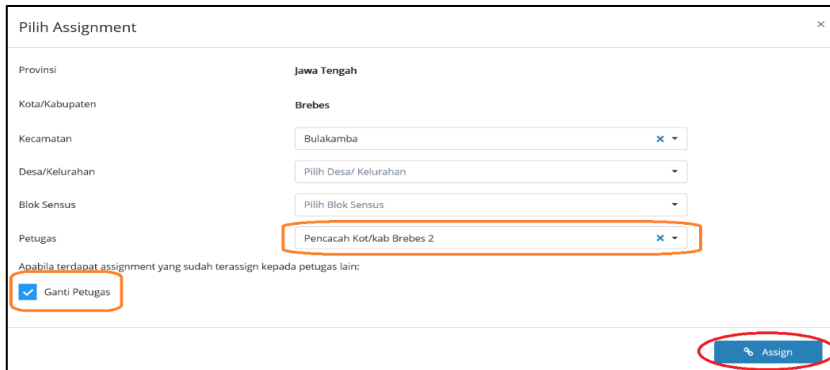 Pilih Assignment
×
Provinsi Jawa Tengah
Kota/Kabupaten Brebes
Kecamatan Bulakamba
Desa/Kelurahan Pilih Desa/ Kelurahan
Blok Sensus Pilih Blok Sensus
Petugas Pencacah Kot/kab Brebes 2
Apabila terdapat assignment yang sudah terassign kepada petugas lain:
Ganti Petugas
Assign